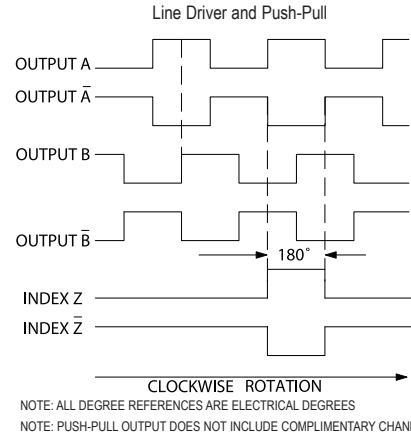 Line Driver and Push-Pull
OUTPUT A
OUTPUT A̅
OUTPUT B
OUTPUT B̅
180°
INDEX Z
INDEX Z̅
CLOCKWISE ROTATION
NOTE: ALL DEGREE REFERENCES ARE ELECTRICAL DEGREES
NOTE: PUSH-PULL OUTPUT DOES NOT INCLUDE COMPLIMENTARY CHAN